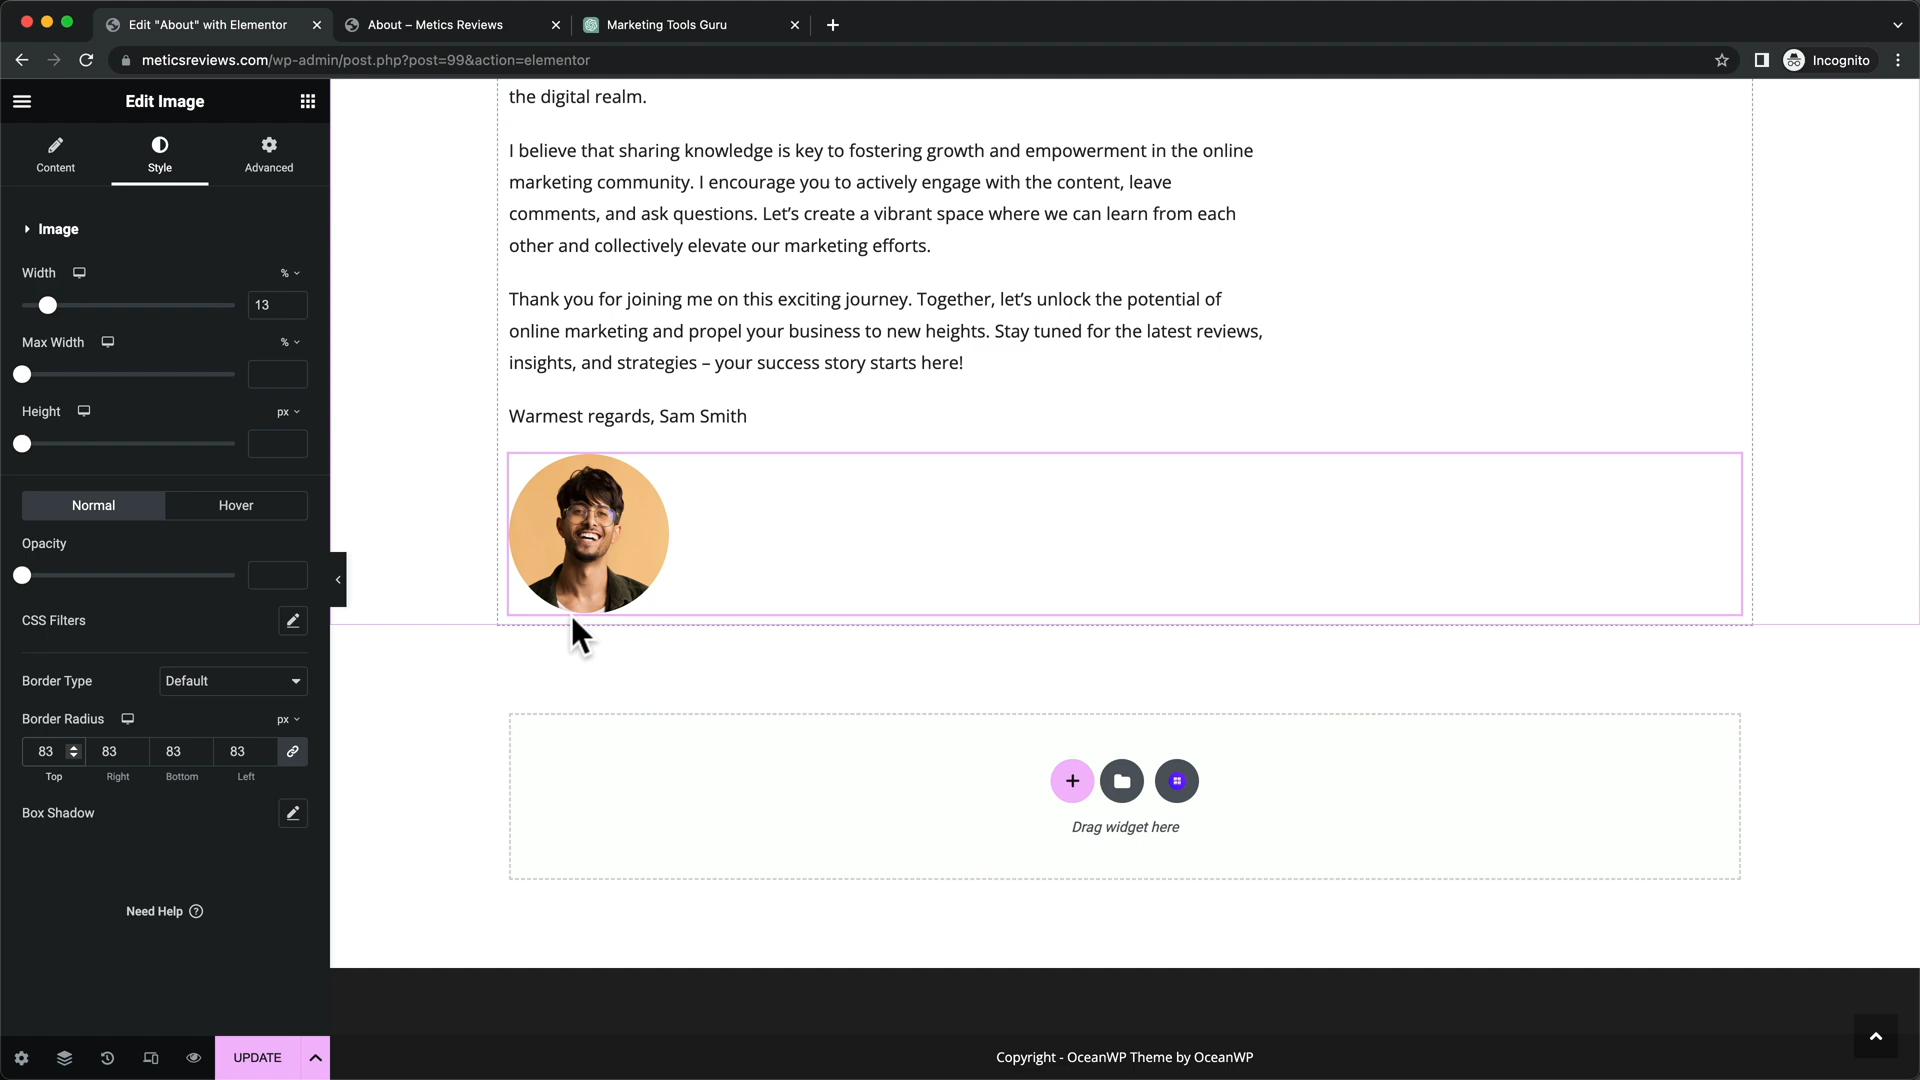 Edit "About" with Elementor
About – Metics Reviews
Marketing Tools Guru
meticsreviews.com/wp-admin/post.php?post=99&action=elementor
Incognito
Edit Image
Content
Style
Advanced
Image
Width
%
13
Max Width
%
Height
px
Normal
Hover
Opacity
CSS Filters
Border Type
Default
Border Radius
px
83
83
83
83
Top
Right
Bottom
Left
Box Shadow
Need Help ?
UPDATE
the digital realm.
I believe that sharing knowledge is key to fostering growth and empowerment in the online
marketing community. I encourage you to actively engage with the content, leave
comments, and ask questions. Let’s create a vibrant space where we can learn from each
other and collectively elevate our marketing efforts.
Thank you for joining me on this exciting journey. Together, let’s unlock the potential of
online marketing and propel your business to new heights. Stay tuned for the latest reviews,
insights, and strategies – your success story starts here!
Warmest regards, Sam Smith
Drag widget here
Copyright - OceanWP Theme by OceanWP